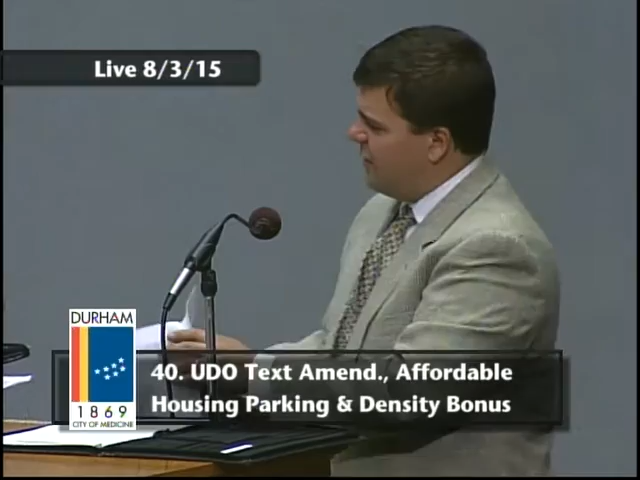 Live 8/3/15
DURHAM
1869
CITY OF MEDICINE
40. UDO Text Amend., Affordable
Housing Parking & Density Bonus